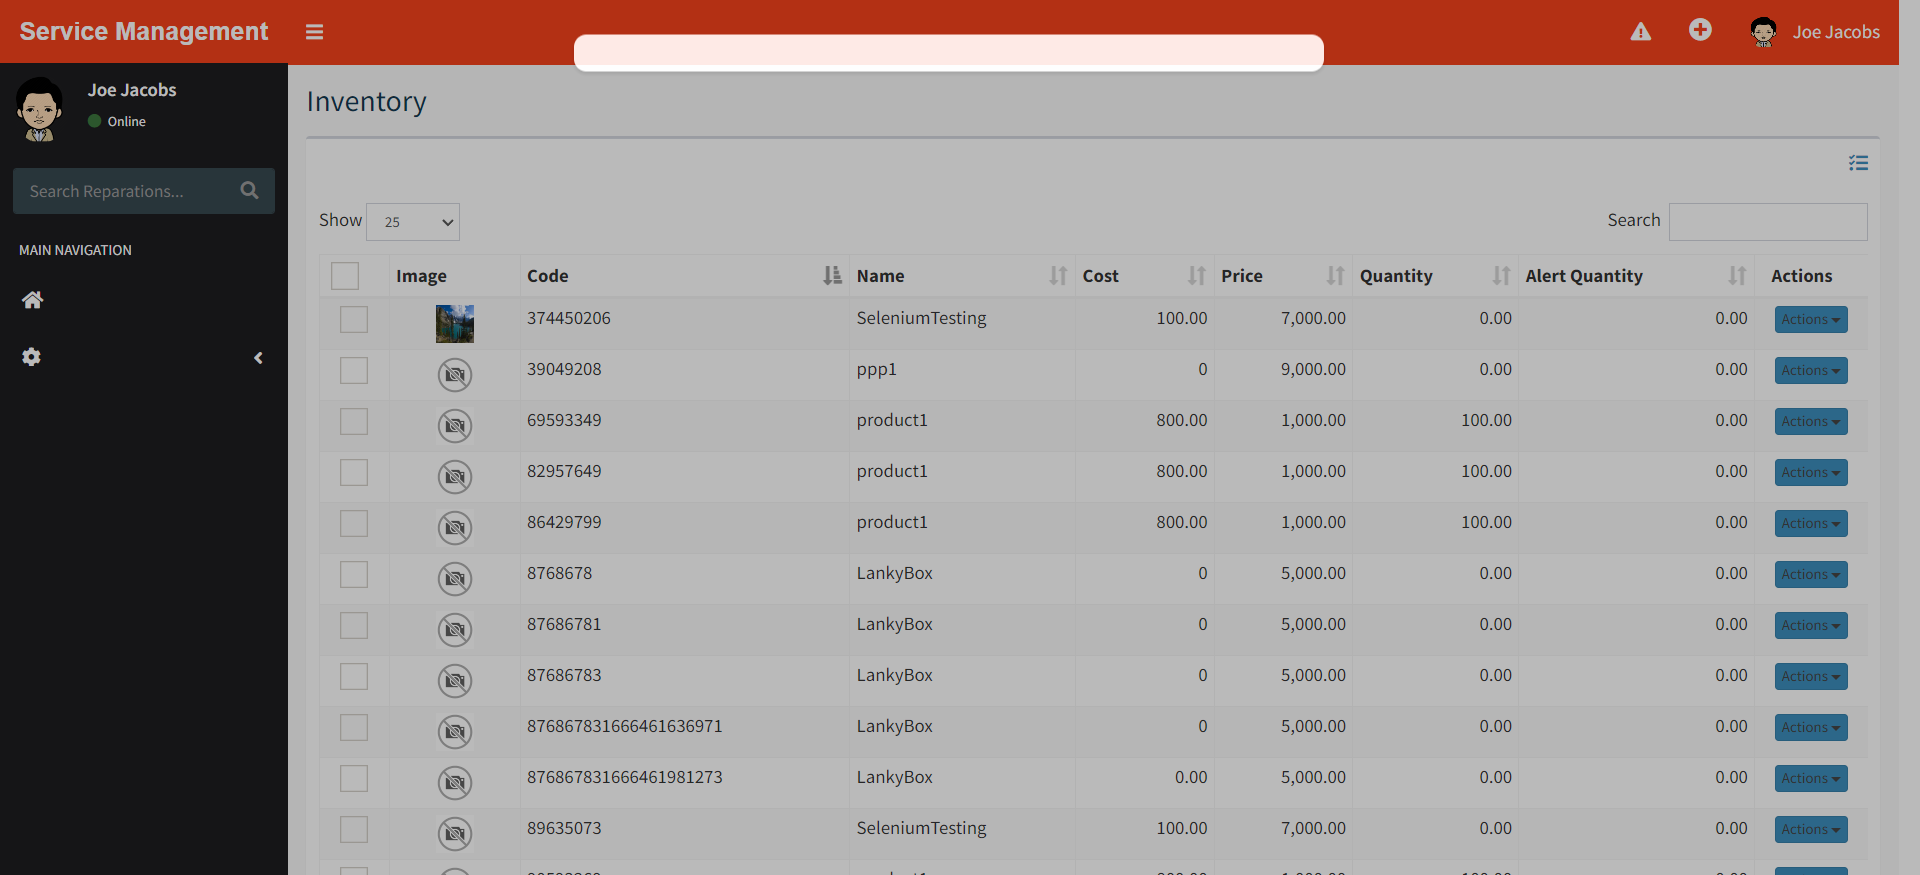 Service Management
Joe Jacobs
Joe Jacobs
Online
Search Reparations...
MAIN NAVIGATION
Inventory
Show 25
Search
Image Code Name Cost Price Quantity Alert Quantity Actions
374450206 SeleniumTesting 100.00 7,000.00 0.00 0.00 Actions
39049208 ppp1 0 9,000.00 0.00 0.00 Actions
69593349 product1 800.00 1,000.00 100.00 0.00 Actions
82957649 product1 800.00 1,000.00 100.00 0.00 Actions
86429799 product1 800.00 1,000.00 100.00 0.00 Actions
8768678 LankyBox 0 5,000.00 0.00 0.00 Actions
87686781 LankyBox 0 5,000.00 0.00 0.00 Actions
87686783 LankyBox 0 5,000.00 0.00 0.00 Actions
876867831666461636971 LankyBox 0 5,000.00 0.00 0.00 Actions
876867831666461981273 LankyBox 0.00 5,000.00 0.00 0.00 Actions
89635073 SeleniumTesting 100.00 7,000.00 0.00 0.00 Actions